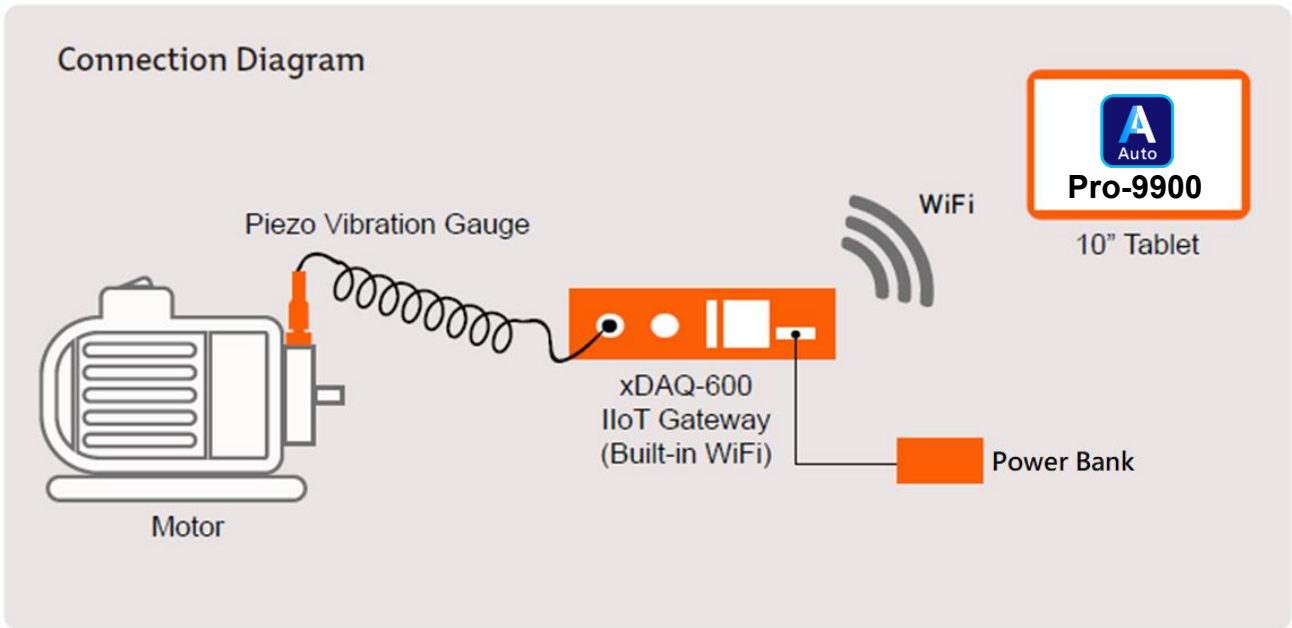 Connection Diagram
Auto
Pro-9900
WiFi
10” Tablet
Piezo Vibration Gauge
xDAQ-600
IIoT Gateway
(Built-in WiFi)
Power Bank
Motor